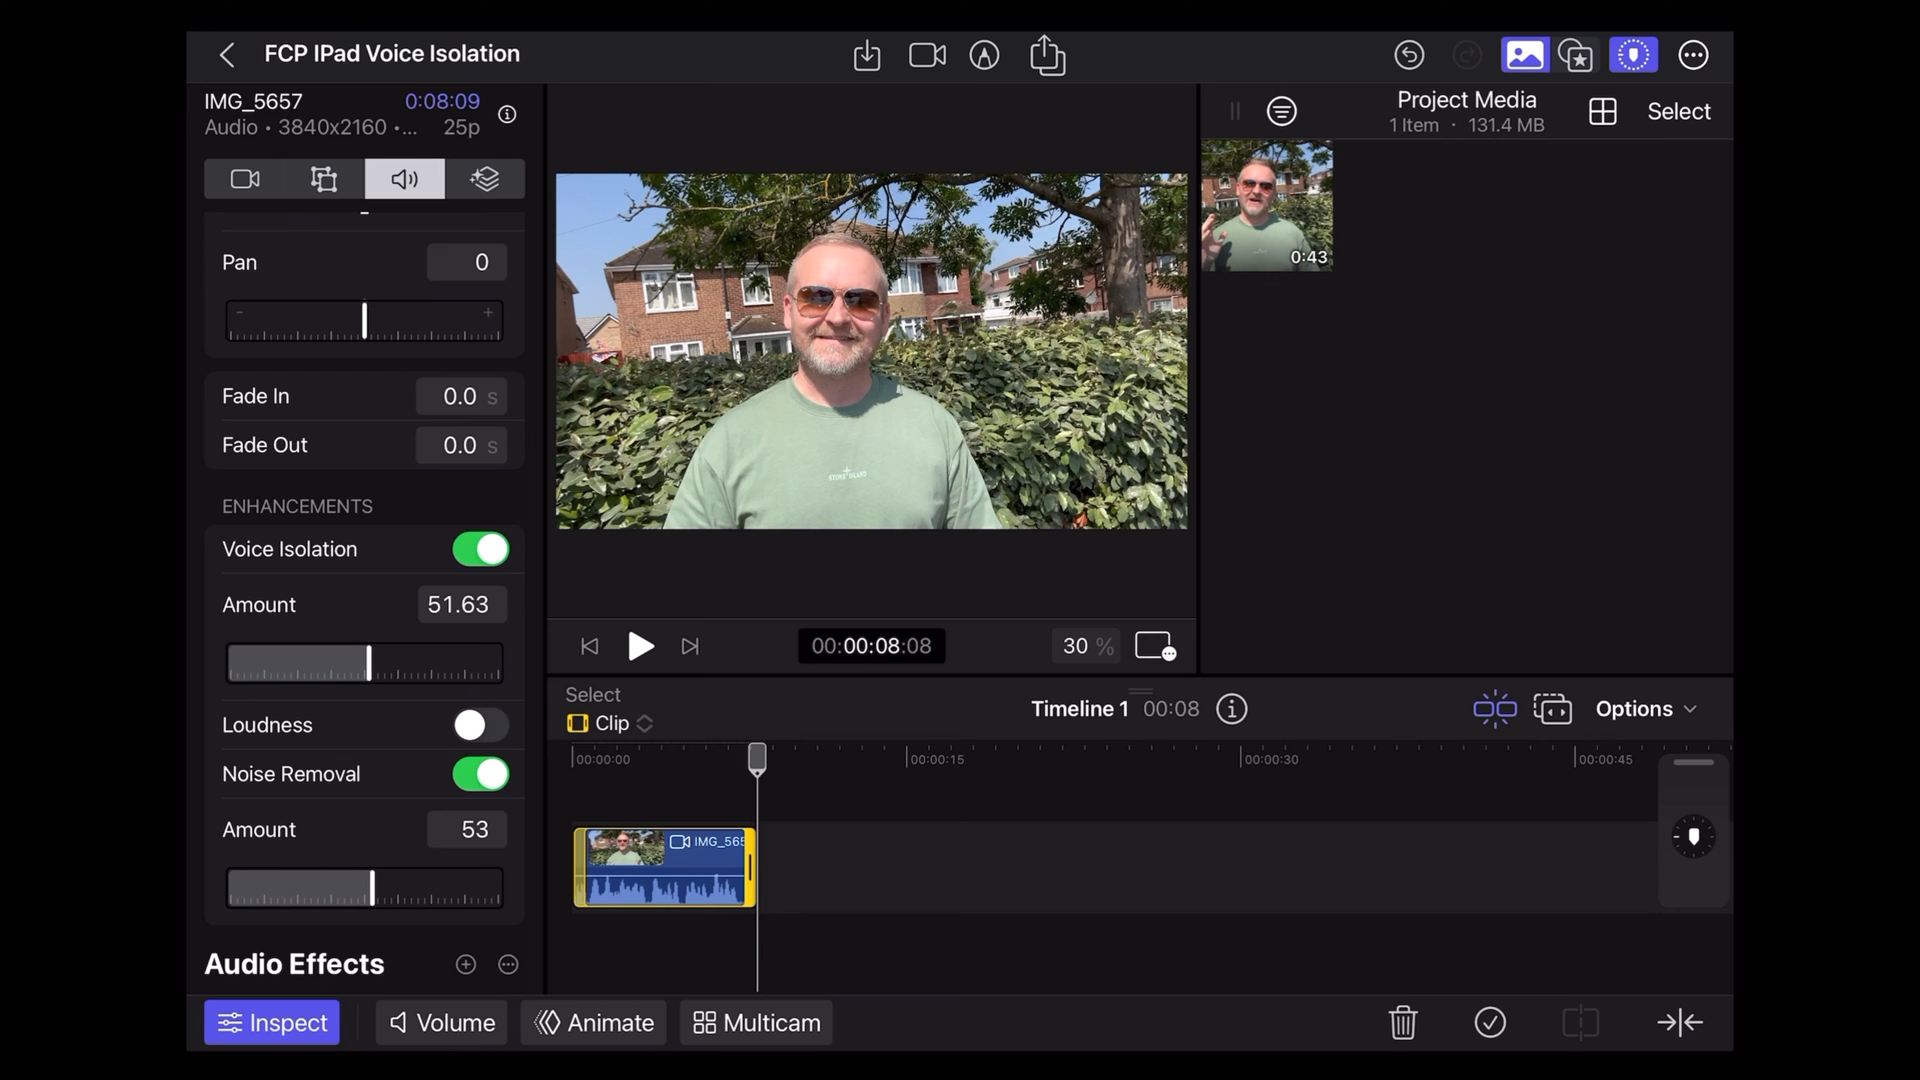 FCP IPad Voice Isolation
IMG_5657 0:08:09
Audio • 3840x2160 •... 25p
Pan 0
- +
Fade In 0.0 s
Fade Out 0.0 s
ENHANCEMENTS
Voice Isolation
Amount 51.63
Loudness
Noise Removal
Amount 53
Audio Effects
Project Media
1 Item · 131.4 MB
Select
0:43
STONE ISLAND
00:00:08:08
30 %
Select
Clip
Timeline 1 00:08
Options
00:00:00 00:00:15 00:00:30 00:00:45
IMG_565
Inspect Volume Animate Multicam